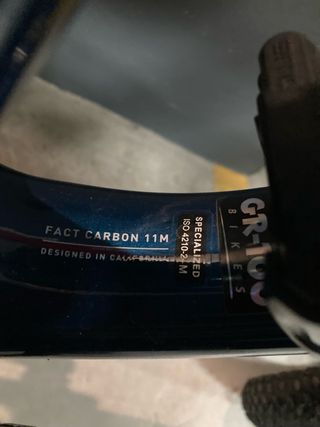 FACT CARBON 11M
DESIGNED IN CALIFORNIA
SPECIALIZED
ISO 4210-2 M
BIKES